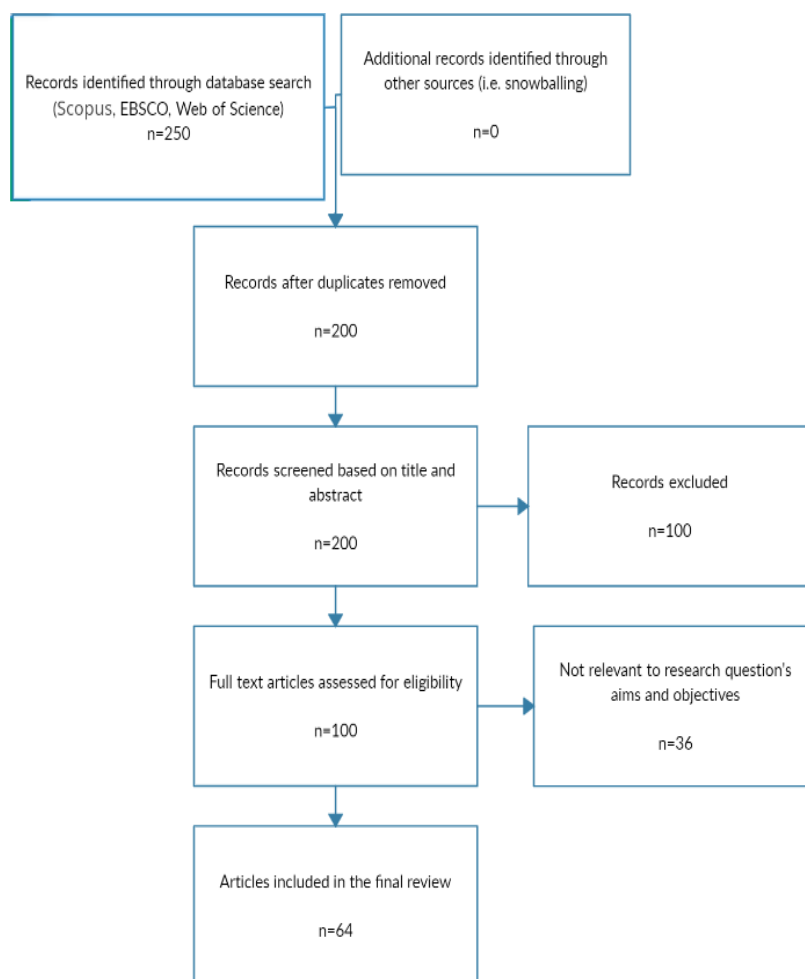 Records identified through database search
(Scopus, EBSCO, Web of Science)
n=250
Additional records identified through
other sources (i.e. snowballing)
n=0
Records after duplicates removed
n=200
Records screened based on title and
abstract
n=200
Records excluded
n=100
Full text articles assessed for eligibility
n=100
Not relevant to research question's
aims and objectives
n=36
Articles included in the final review
n=64